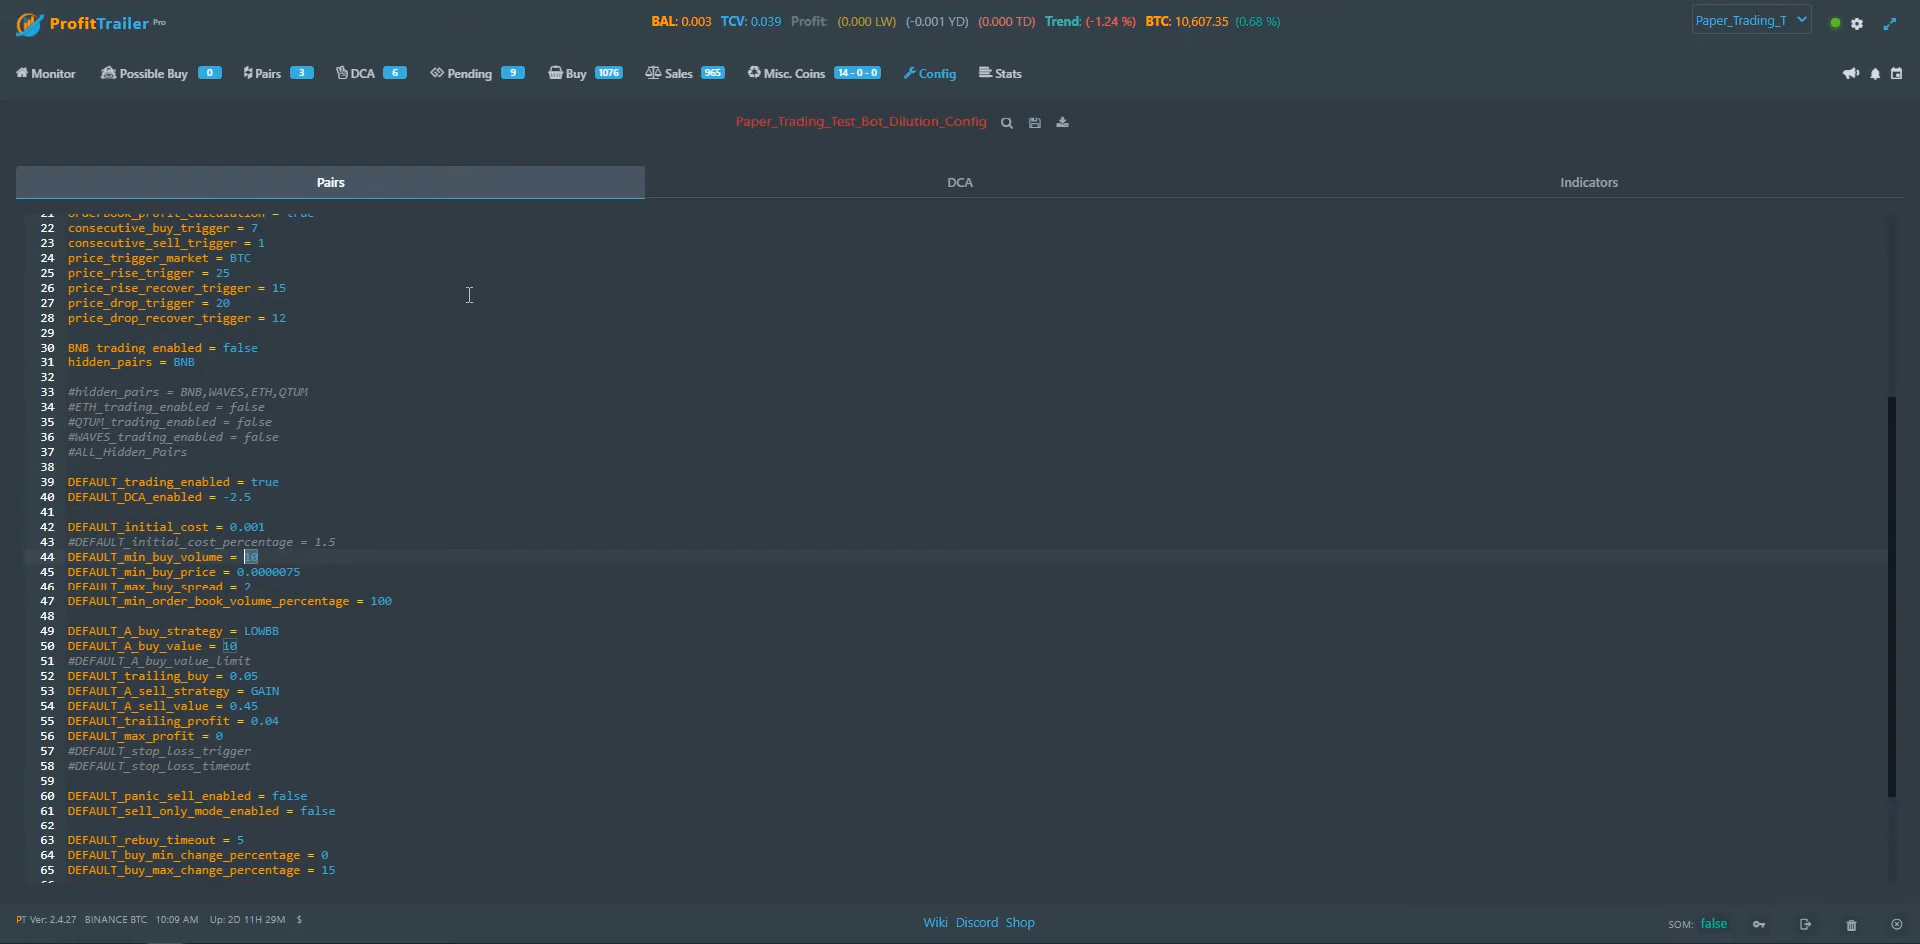 ProfitTrailer Pro
BAL: 0.003 TCV: 0.039 Profit: (0.000 LW) (-0.001 YD) (0.000 TD) Trend: (-1.24 %) BTC: 10,607.35 (0.68 %)
Paper_Trading_T
Monitor Possible Buy 0 Pairs 3 DCA 6 Pending 9 Buy 1076 Sales 965 Misc. Coins 14 - 0 - 0 Config Stats
Paper_Trading_Test_Bot_Dilution_Config
Pairs DCA Indicators
21 orderbook_profit_calculation = true
22 consecutive_buy_trigger = 7
23 consecutive_sell_trigger = 1
24 price_trigger_market = BTC
25 price_rise_trigger = 25
26 price_rise_recover_trigger = 15
27 price_drop_trigger = 20
28 price_drop_recover_trigger = 12
29
30 BNB_trading_enabled = false
31 hidden_pairs = BNB
32
33 #hidden_pairs = BNB,WAVES,ETH,QTUM
34 #ETH_trading_enabled = false
35 #QTUM_trading_enabled = false
36 #WAVES_trading_enabled = false
37 #ALL_Hidden_Pairs
38
39 DEFAULT_trading_enabled = true
40 DEFAULT_DCA_enabled = -2.5
41
42 DEFAULT_initial_cost = 0.001
43 #DEFAULT_initial_cost_percentage = 1.5
44 DEFAULT_min_buy_volume = 10
45 DEFAULT_min_buy_price = 0.0000075
46 DEFAULT_max_buy_spread = 2
47 DEFAULT_min_order_book_volume_percentage = 100
48
49 DEFAULT_A_buy_strategy = LOWBB
50 DEFAULT_A_buy_value = 10
51 #DEFAULT_A_buy_value_limit
52 DEFAULT_trailing_buy = 0.05
53 DEFAULT_A_sell_strategy = GAIN
54 DEFAULT_A_sell_value = 0.45
55 DEFAULT_trailing_profit = 0.04
56 DEFAULT_max_profit = 0
57 #DEFAULT_stop_loss_trigger
58 #DEFAULT_stop_loss_timeout
59
60 DEFAULT_panic_sell_enabled = false
61 DEFAULT_sell_only_mode_enabled = false
62
63 DEFAULT_rebuy_timeout = 5
64 DEFAULT_buy_min_change_percentage = 0
65 DEFAULT_buy_max_change_percentage = 15
66
PT Ver: 2.4.27 BINANCE BTC 10:09 AM Up: 2D 11H 29M $
Wiki Discord Shop
SOM: false